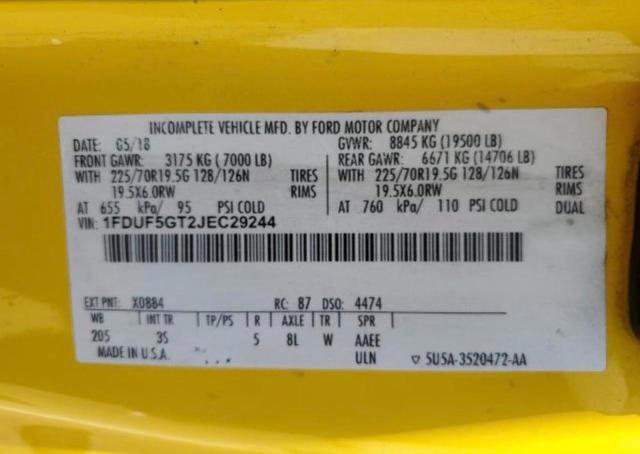 INCOMPLETE VEHICLE MFD. BY FORD MOTOR COMPANY
DATE: 05/18 GVWR: 8845 KG (19500 LB)
FRONT GAWR: 3175 KG (7000 LB) REAR GAWR: 6671 KG (14706 LB)
WITH 225/70R19.5G 128/126N TIRES WITH 225/70R19.5G 128/126N TIRES
19.5X6.0RW RIMS 19.5X6.0RW RIMS
AT 655 kPa/ 95 PSI COLD AT 760 kPa/ 110 PSI COLD DUAL
VIN: 1FDUF5GT2JEC29244
EXT PNT: X0884 RC: 87 DSO: 4474
WB INT TR TP/PS R AXLE TR SPR
205 3S 5 8L W AAEE
MADE IN U.S.A. ULN ▽ 5U5A-3520472-AA